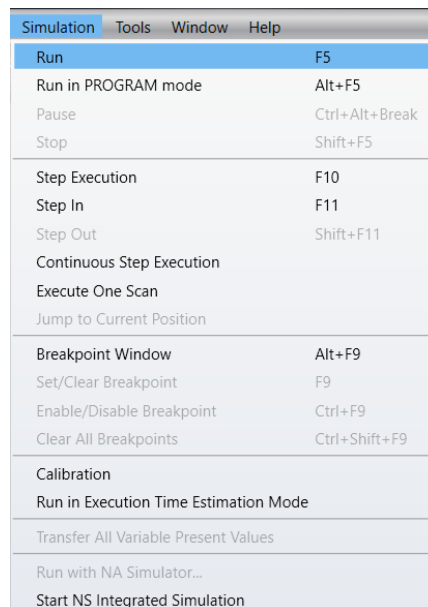 Simulation Tools Window Help
Run F5
Run in PROGRAM mode Alt+F5
Pause Ctrl+Alt+Break
Stop Shift+F5
Step Execution F10
Step In F11
Step Out Shift+F11
Continuous Step Execution
Execute One Scan
Jump to Current Position
Breakpoint Window Alt+F9
Set/Clear Breakpoint F9
Enable/Disable Breakpoint Ctrl+F9
Clear All Breakpoints Ctrl+Shift+F9
Calibration
Run in Execution Time Estimation Mode
Transfer All Variable Present Values
Run with NA Simulator...
Start NS Integrated Simulation